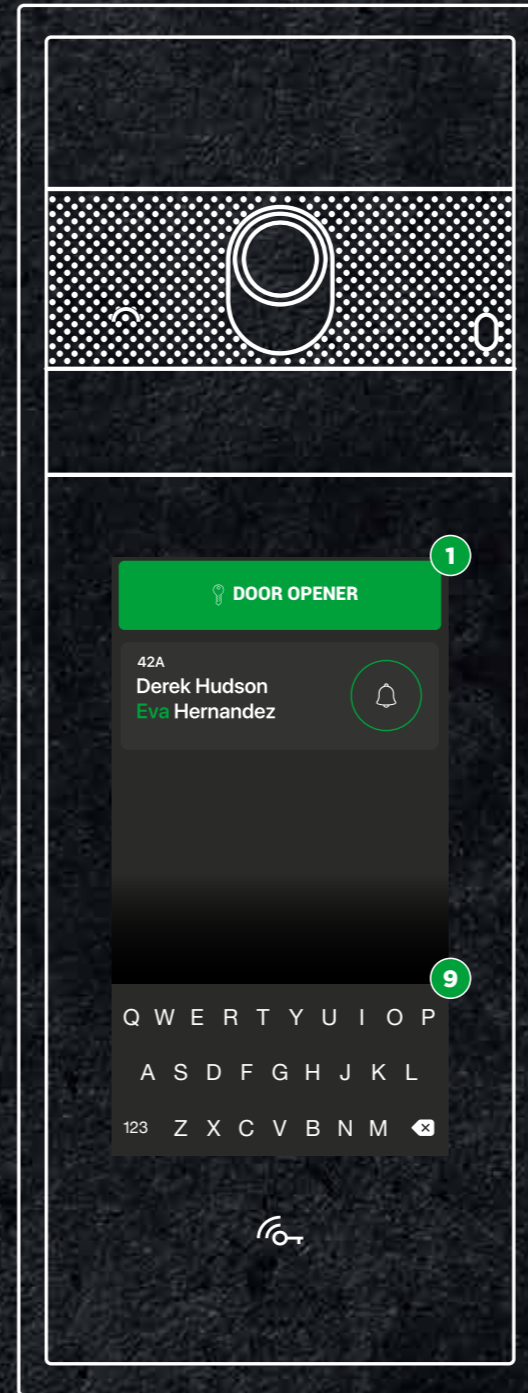 1
DOOR OPENER
42A
Derek Hudson
Eva Hernandez
9
Q W E R T Y U I O P
A S D F G H J K L
123 Z X C V B N M